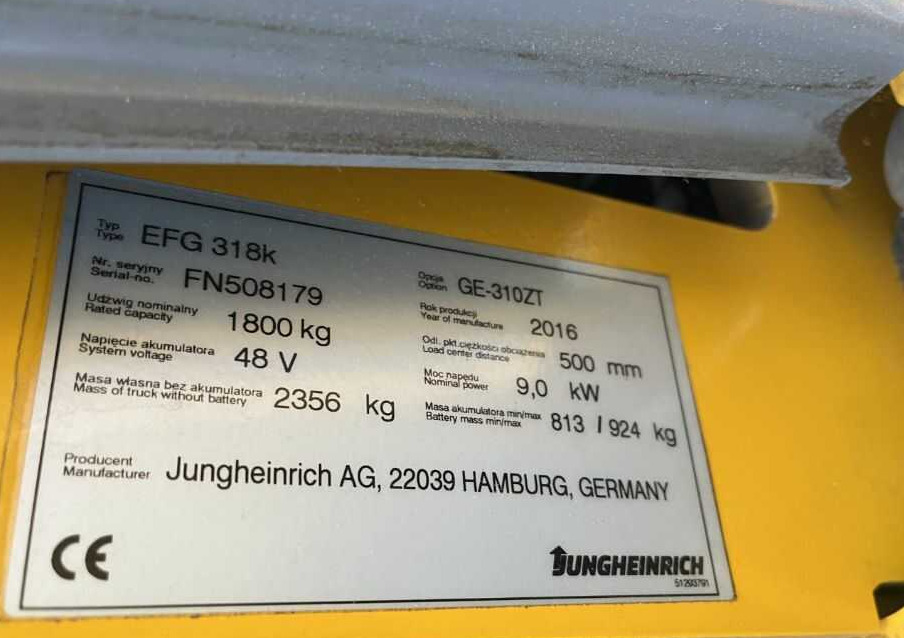 Typ
Type EFG 318k
Opcja
Option GE-310ZT
Nr. seryjny
Serial-no. FN508179
Rok produkcji
Year of manufacture 2016
Udźwig nominalny
Rated capacity 1800 kg
Odl. pkt. ciężkości obciążenia
Load center distance 500 mm
Napięcie akumulatora
System voltage 48 V
Moc napędu
Nominal power 9,0 kW
Masa własna bez akumulatora
Mass of truck without battery 2356 kg
Masa akumulatora min/max
Battery mass min/max 813 / 924 kg
Producent
Manufacturer Jungheinrich AG, 22039 HAMBURG, GERMANY
CE
JUNGHEINRICH